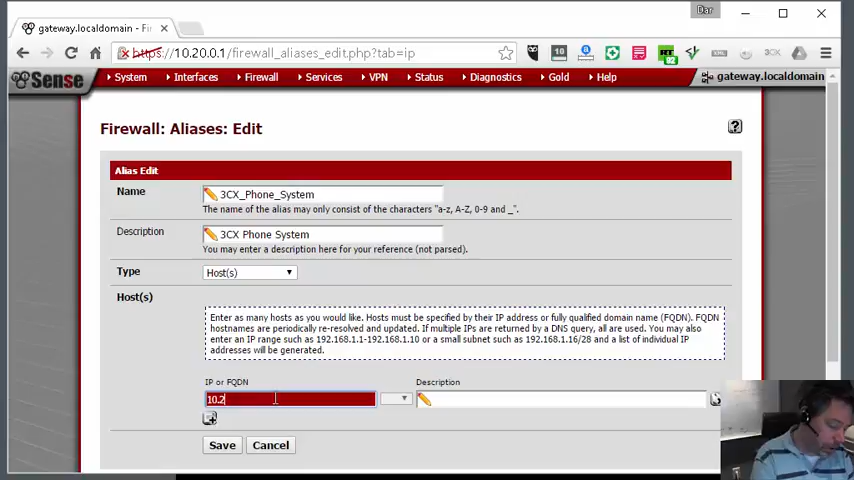 Dar
gateway.localdomain - Fire
https://10.20.0.1/firewall_aliases_edit.php?tab=ip
Sense
System
Interfaces
Firewall
Services
VPN
Status
Diagnostics
Gold
Help
gateway.localdomain
Firewall: Aliases: Edit
?
Alias Edit
Name
3CX_Phone_System
The name of the alias may only consist of the characters "a-z, A-Z, 0-9 and _".
Description
3CX Phone System
You may enter a description here for your reference (not parsed).
Type
Host(s)
Host(s)
Enter as many hosts as you would like. Hosts must be specified by their IP address or fully qualified domain name (FQDN). FQDN
hostnames are periodically re-resolved and updated. If multiple IPs are returned by a DNS query, all are used. You may also
enter an IP range such as 192.168.1.1-192.168.1.10 or a small subnet such as 192.168.1.16/28 and a list of individual IP
addresses will be generated.
IP or FQDN
Description
10.2
Save
Cancel